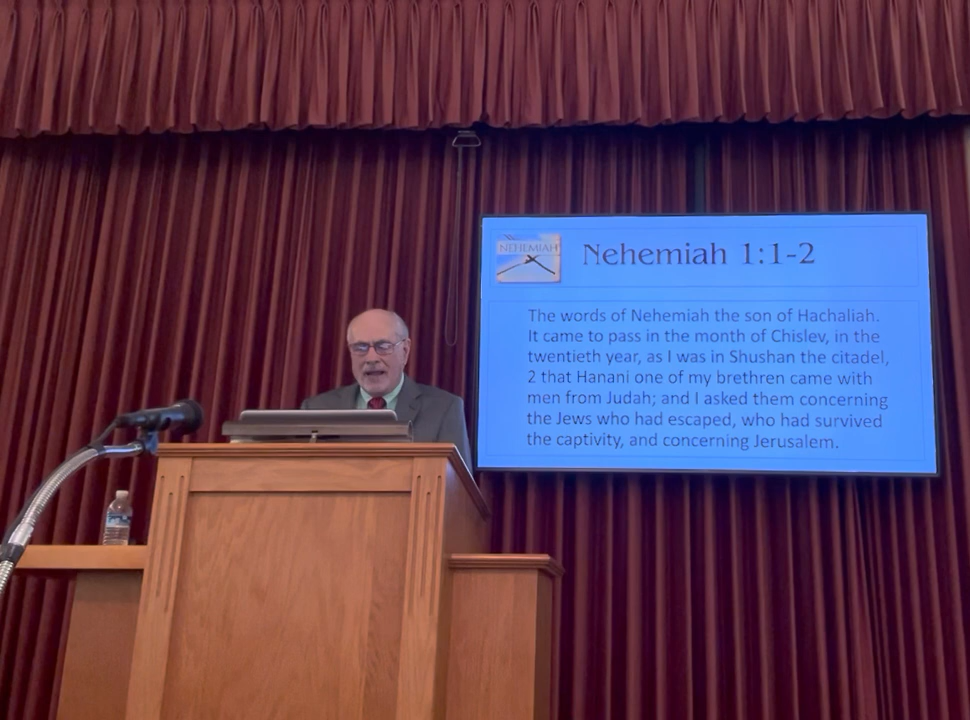 NEHEMIAH
Nehemiah 1:1-2
The words of Nehemiah the son of Hachaliah.
It came to pass in the month of Chislev, in the
twentieth year, as I was in Shushan the citadel,
2 that Hanani one of my brethren came with
men from Judah; and I asked them concerning
the Jews who had escaped, who had survived
the captivity, and concerning Jerusalem.